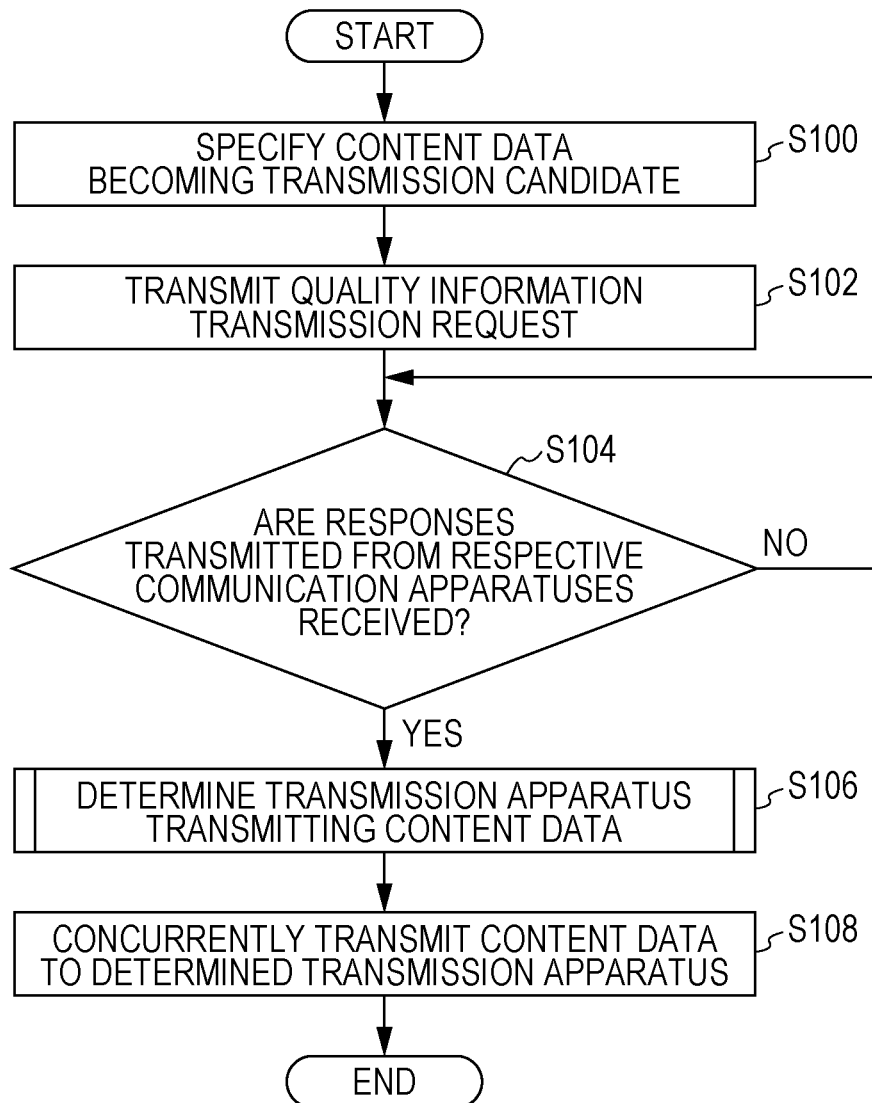 START
SPECIFY CONTENT DATA
BECOMING TRANSMISSION CANDIDATE
S100
TRANSMIT QUALITY INFORMATION
TRANSMISSION REQUEST
S102
S104
ARE RESPONSES
TRANSMITTED FROM RESPECTIVE
COMMUNICATION APPARATUSES
RECEIVED?
NO
YES
DETERMINE TRANSMISSION APPARATUS
TRANSMITTING CONTENT DATA
S106
CONCURRENTLY TRANSMIT CONTENT DATA
TO DETERMINED TRANSMISSION APPARATUS
S108
END